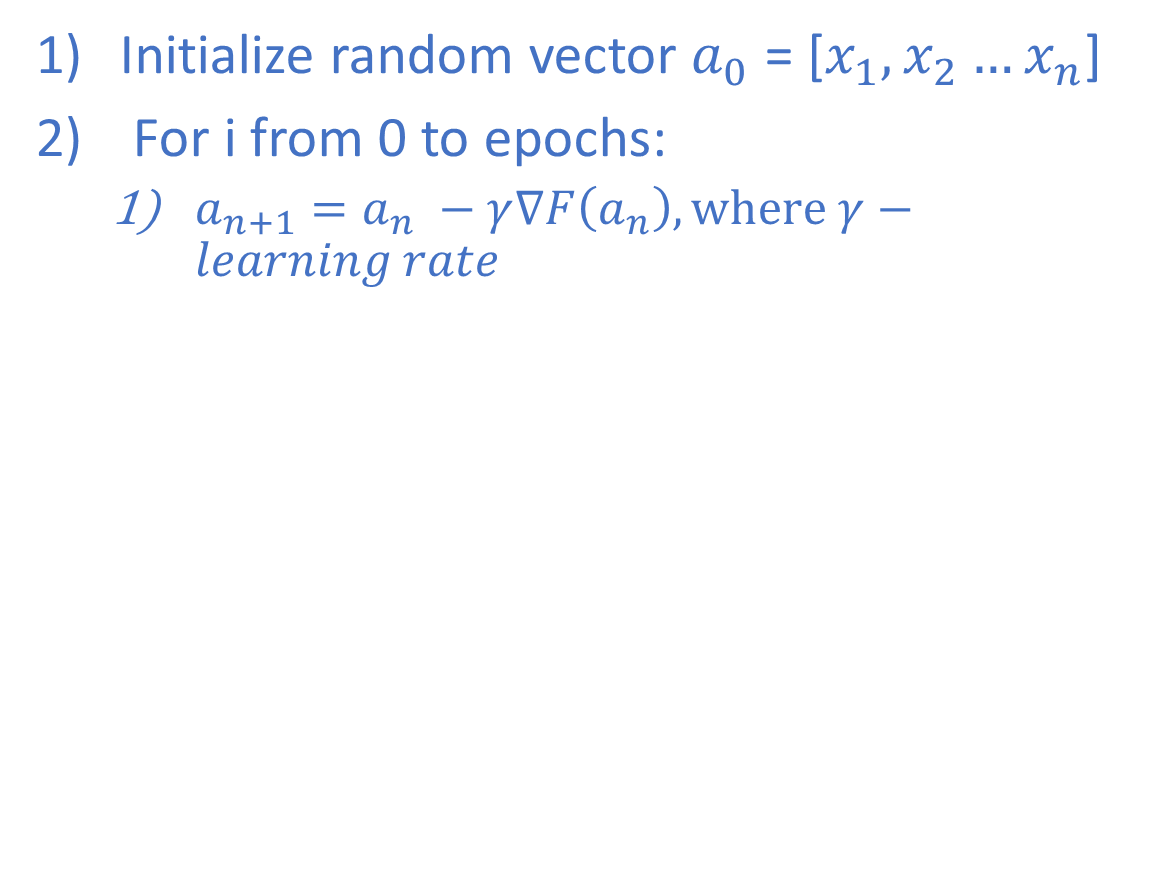 1) Initialize random vector 𝑎₀ = [𝑥₁, 𝑥₂ … 𝑥ₙ]
2) For i from 0 to epochs:
1) 𝑎ₙ₊₁ = 𝑎ₙ − 𝛾∇𝐹(𝑎ₙ), where 𝛾 −
𝑙𝑒𝑎𝑟𝑛𝑖𝑛𝑔 𝑟𝑎𝑡𝑒